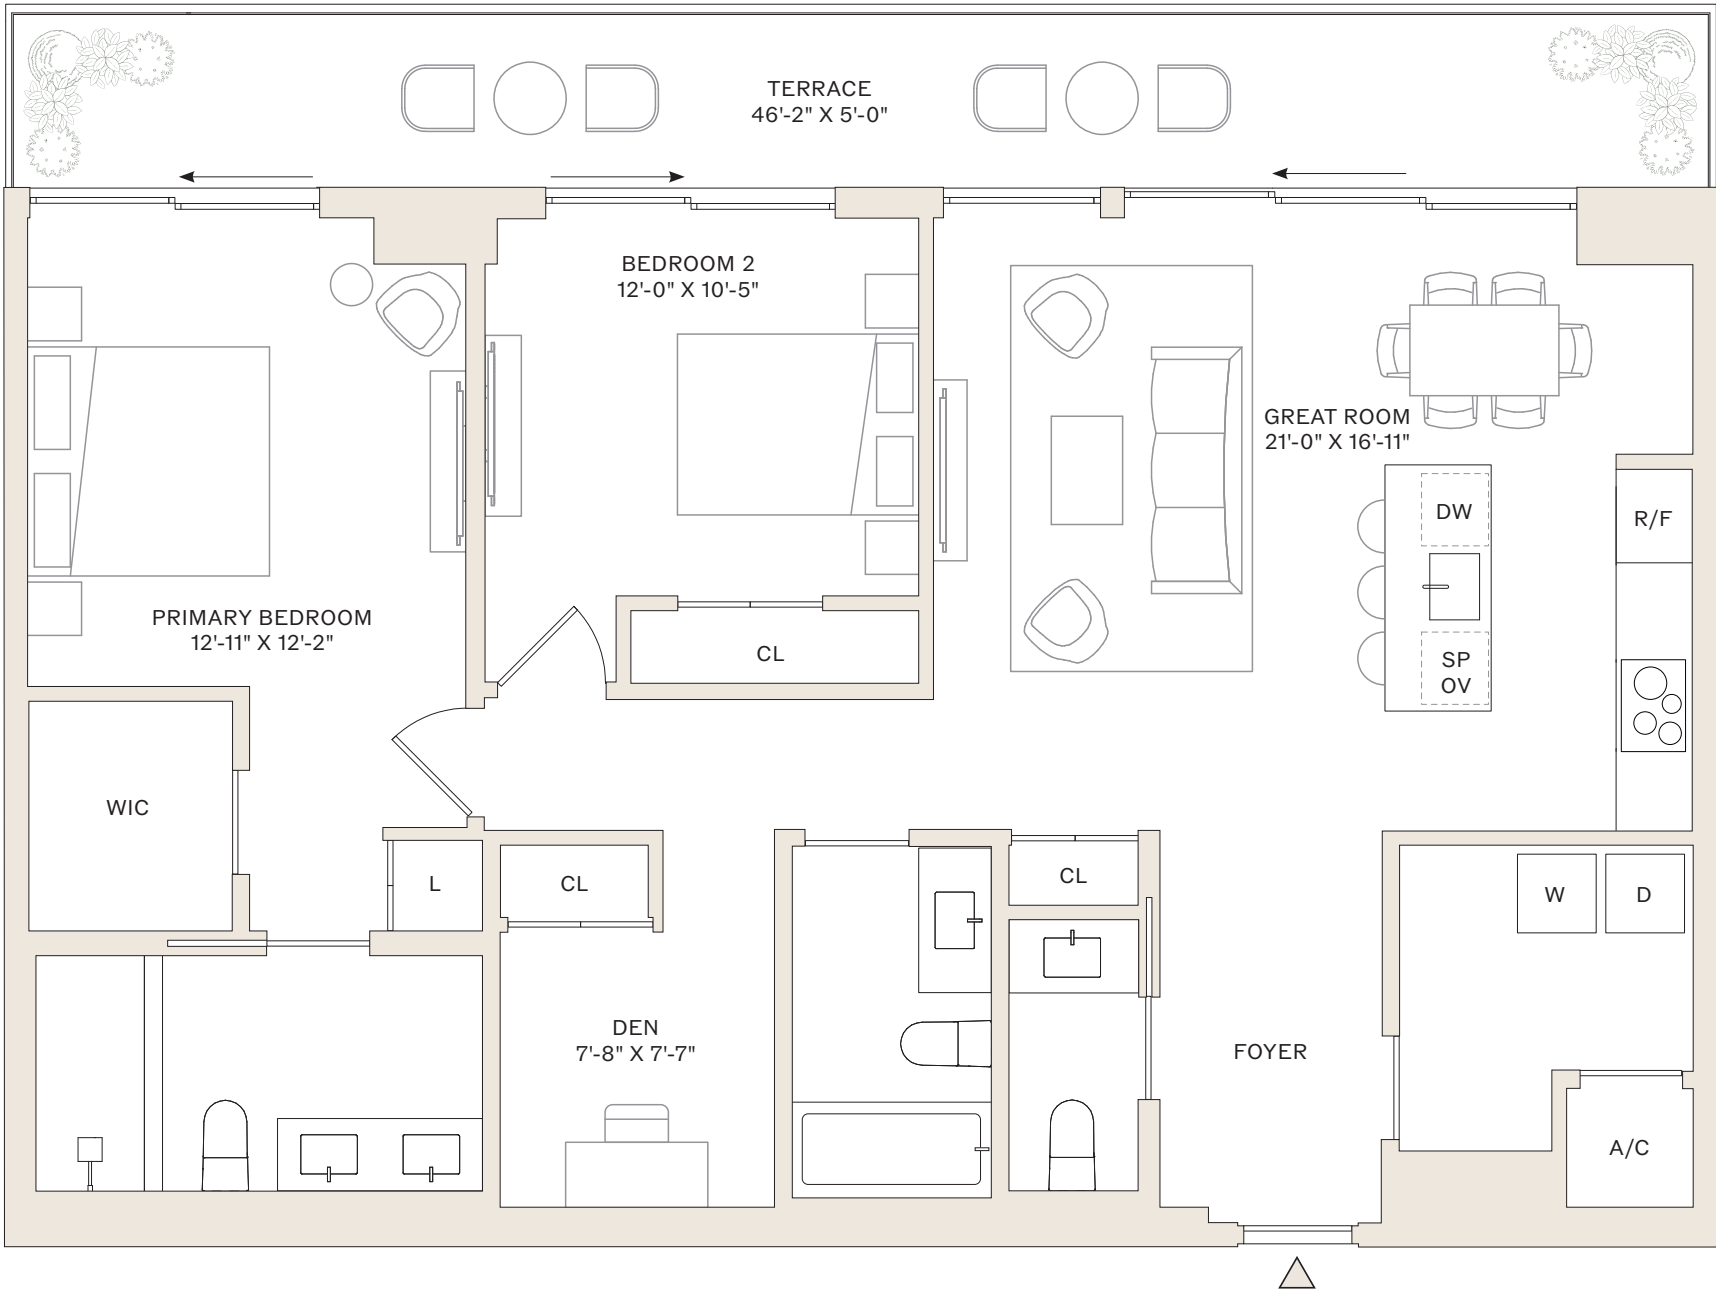 TERRACE
46'-2" X 5'-0"
BEDROOM 2
12'-0" X 10'-5"
GREAT ROOM
21'-0" X 16'-11"
DW
R/F
PRIMARY BEDROOM
12'-11" X 12'-2"
CL
SP
OV
WIC
L
CL
CL
W
D
DEN
7'-8" X 7'-7"
FOYER
A/C